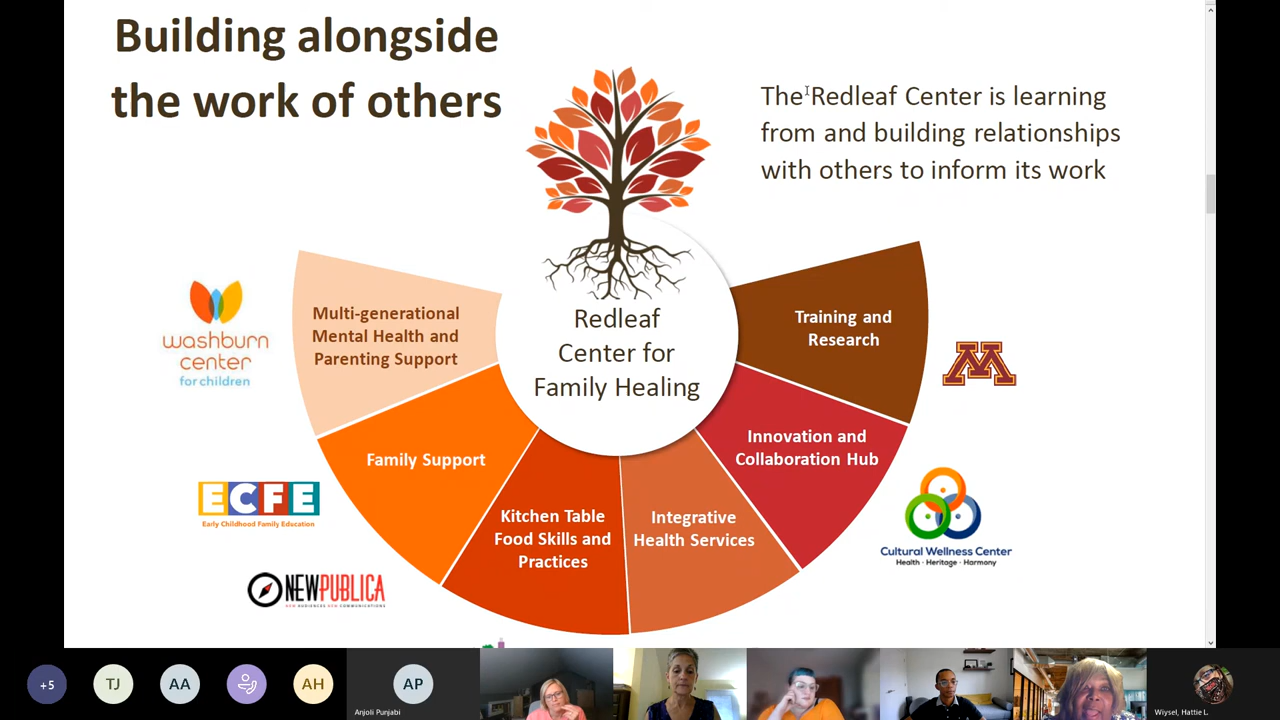 Building alongside
the work of others
The Redleaf Center is learning
from and building relationships
with others to inform its work
Redleaf
Center for
Family Healing
Multi-generational
Mental Health and
Parenting Support
Family Support
Kitchen Table
Food Skills and
Practices
Integrative
Health Services
Innovation and
Collaboration Hub
Training and
Research
washburn
center
for children
ECFE
Early Childhood Family Education
NEWPUBLICA
NEW AUDIENCES NEW COMMUNICATIONS
M
Cultural Wellness Center
Health · Heritage · Harmony
+5
TJ
AA
AH
AP
Anjoli Punjabi
Wiysel, Hattie L.